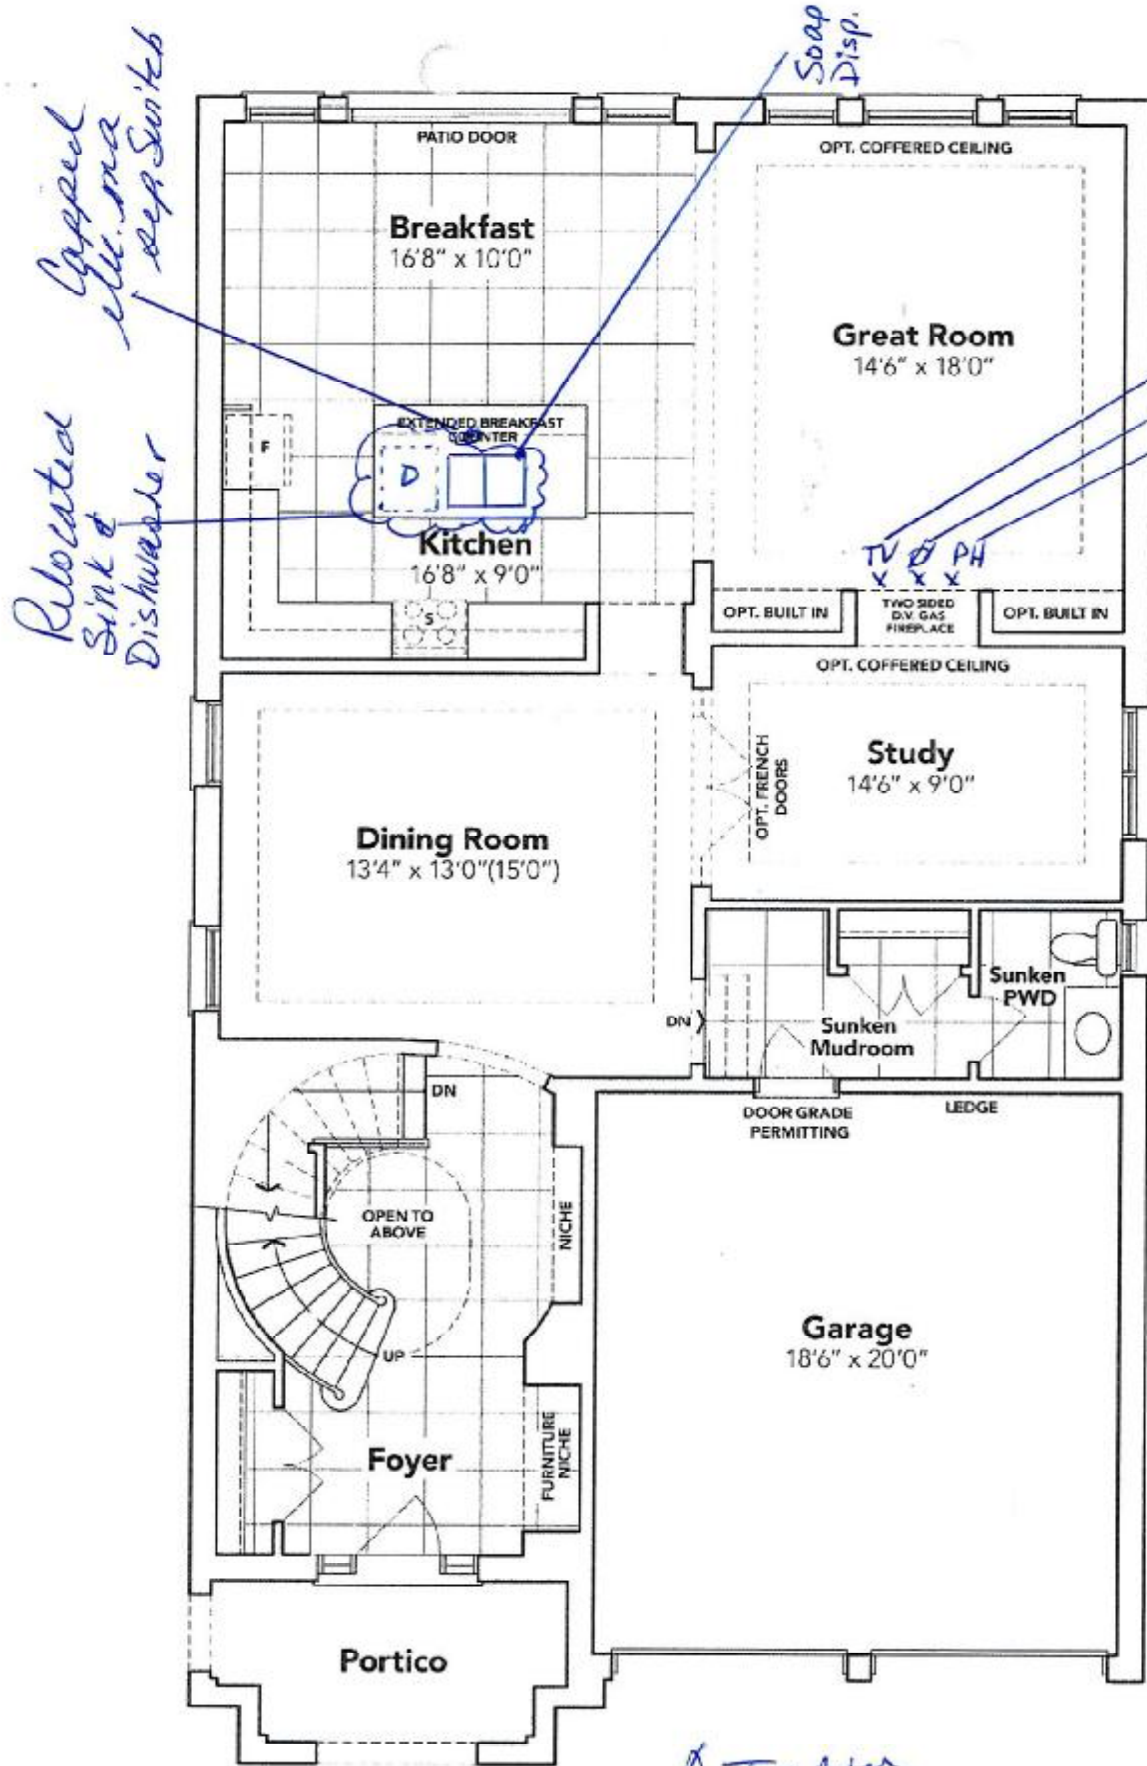 Soap
Disp.
Capped
sep Switch
Relocated
Sink &
Dishwasher
PATIO DOOR
OPT. COFFERED CEILING
Breakfast
16'8" x 10'0"
Great Room
14'6" x 18'0"
EXTENDED BREAKFAST
COUNTER
F
D
Kitchen
16'8" x 9'0"
S
TV PH
X X X
OPT. BUILT IN
TWO SIDED
D.V. GAS
FIREPLACE
OPT. BUILT IN
OPT. COFFERED CEILING
Study
14'6" x 9'0"
OPT. FRENCH
DOORS
Dining Room
13'4" x 13'0"(15'0")
Sunken
PWD
DN
Sunken
Mudroom
DN
DOOR GRADE
PERMITTING
LEDGE
OPEN TO
ABOVE
NICHE
Garage
18'6" x 20'0"
UP
Foyer
FURNITURE
NICHE
Portico